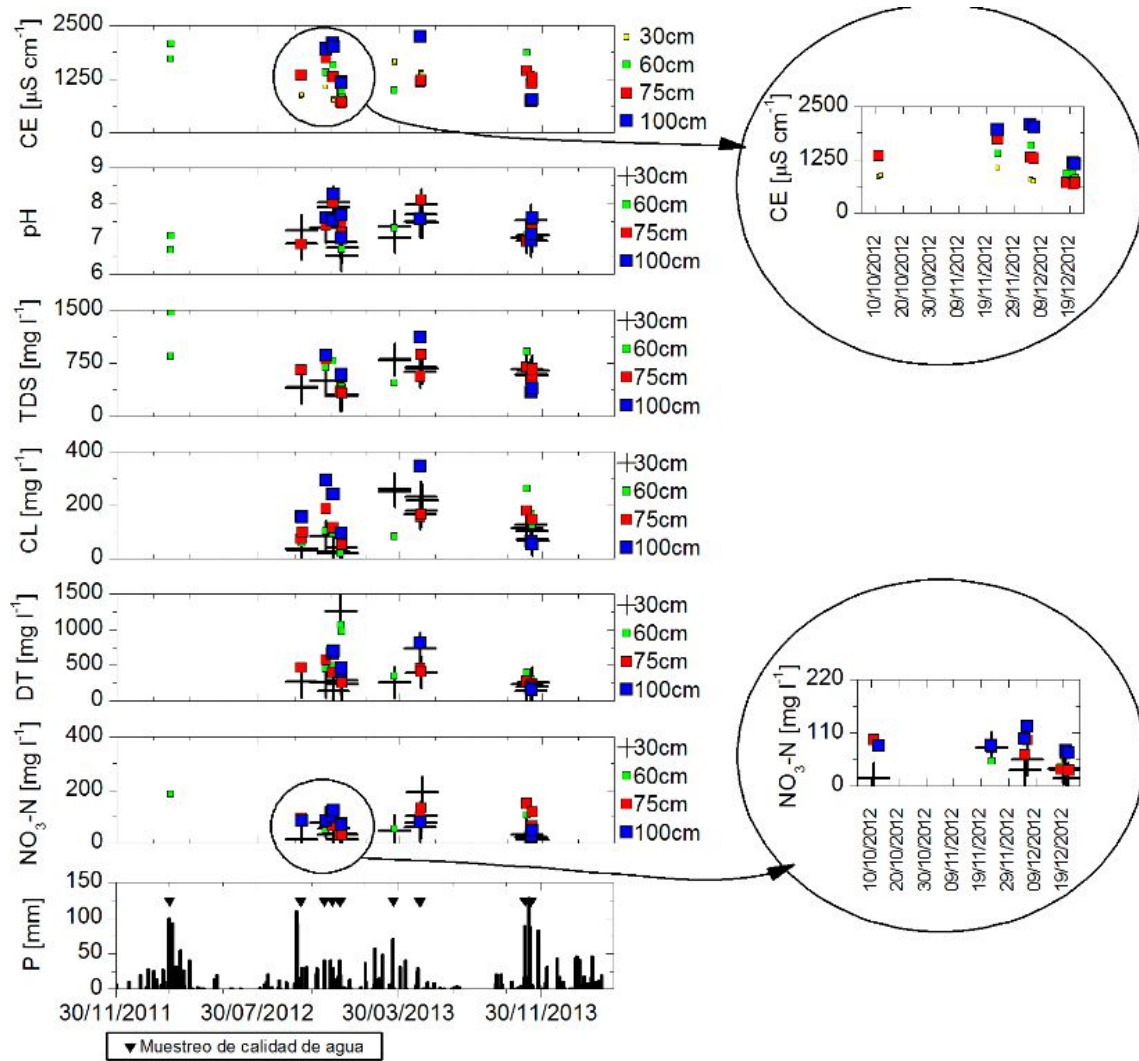 CE [µS cm⁻¹]
2500
1250
0
30cm
60cm
75cm
100cm
pH
9
8
7
6
30cm
60cm
75cm
100cm
TDS [mg l⁻¹]
1500
750
0
30cm
60cm
75cm
100cm
CL [mg l⁻¹]
400
200
0
30cm
60cm
75cm
100cm
DT [mg l⁻¹]
1500
1000
500
0
30cm
60cm
75cm
100cm
NO₃-N [mg l⁻¹]
400
200
0
30cm
60cm
75cm
100cm
P [mm]
150
100
50
0
30/11/2011
30/07/2012
30/03/2013
30/11/2013
Muestreo de calidad de agua
CE [µS cm⁻¹]
2500
1250
0
10/10/2012
20/10/2012
30/10/2012
09/11/2012
19/11/2012
29/11/2012
09/12/2012
19/12/2012
NO₃-N [mg l⁻¹]
220
110
0
10/10/2012
20/10/2012
30/10/2012
09/11/2012
19/11/2012
29/11/2012
09/12/2012
19/12/2012